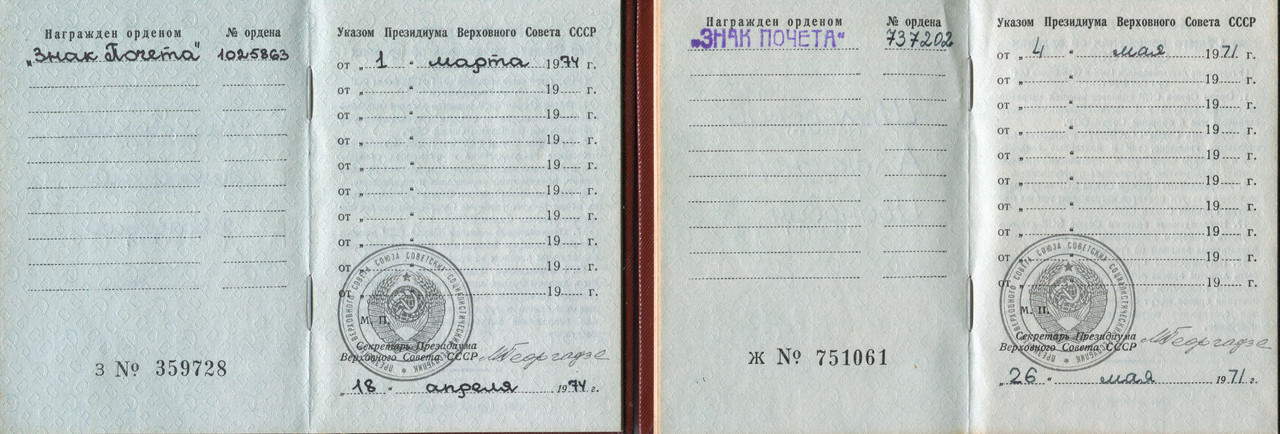 Награжден орденом № ордена
„Знак Почета“ 1025863
З № 359728
Указом Президиума Верховного Совета СССР
от „ 1 “ марта 1974 г.
от „ “ 19 г.
от „ “ 19 г.
от „ “ 19 г.
от „ “ 19 г.
от „ “ 19 г.
от „ “ 19 г.
от „ “ 19 г.
от „ “ 19 г.
от „ “ 19 г.
от „ “ 19 г.
М. П.
Секретарь Президиума
Верховного Совета СССР М Георгадзе
„18 “ апреля 1974 г.
Награжден орденом № ордена
„ЗНАК ПОЧЕТА“ 737202
Ж № 751061
Указом Президиума Верховного Совета СССР
от „ 4 “ мая 1971 г.
от „ “ 19 г.
от „ “ 19 г.
от „ “ 19 г.
от „ “ 19 г.
от „ “ 19 г.
от „ “ 19 г.
от „ “ 19 г.
от „ “ 19 г.
от „ “ 19 г.
М. П.
Секретарь Президиума
Верховного Совета СССР М Георгадзе
„26 “ мая 1971 г.